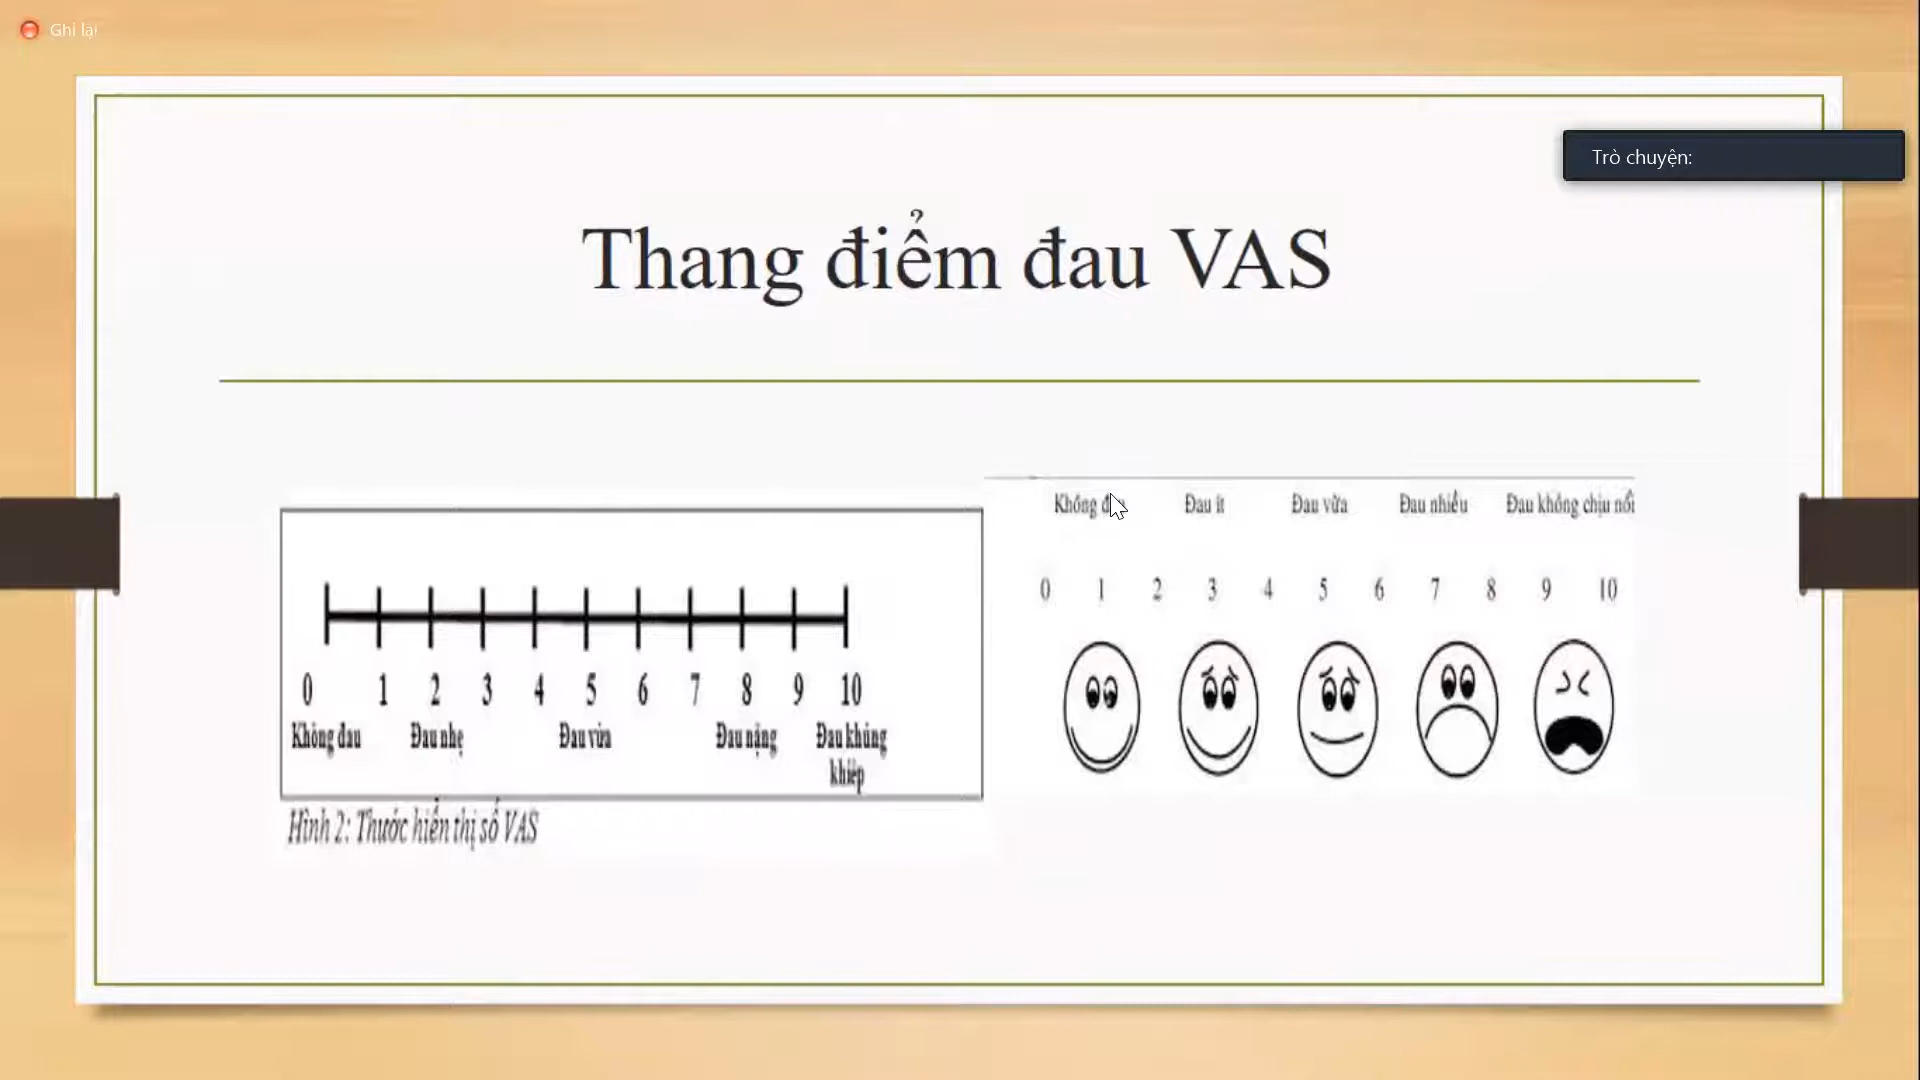 Ghi lại
Trò chuyện:
Thang điểm đau VAS
0 1 2 3 4 5 6 7 8 9 10
Không đau Đau nhẹ Đau vừa Đau nặng Đau khủng
khiếp
Hình 2: Thước hiển thị số VAS
Không Đau ít Đau vừa Đau nhiều Đau không chịu nổi
0 1 2 3 4 5 6 7 8 9 10